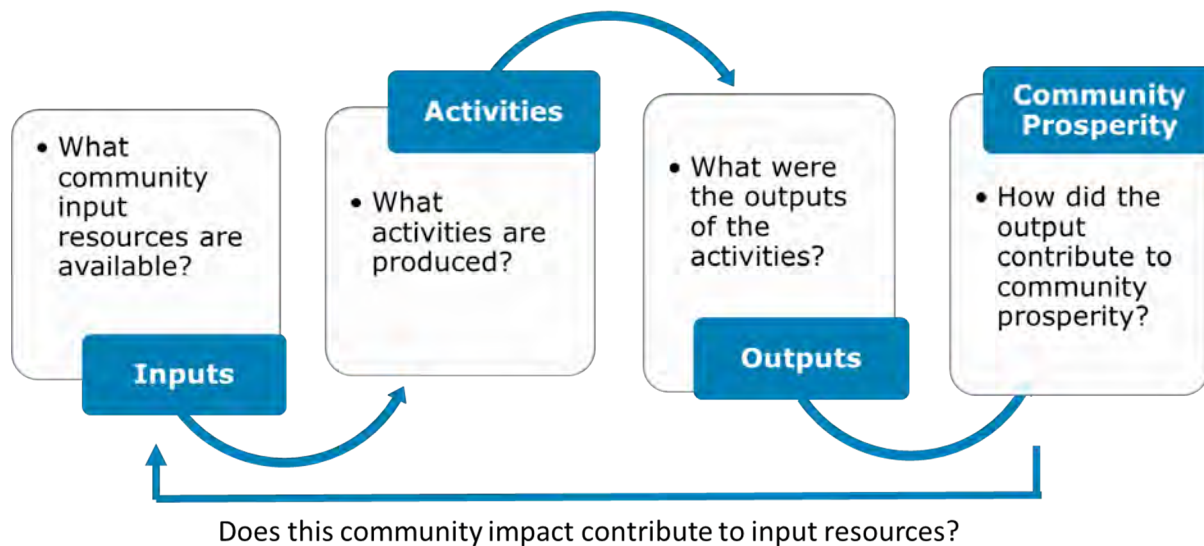 • What
community
input
resources are
available?
Inputs
Activities
• What
activities are
produced?
• What were
the outputs
of the
activities?
Outputs
Community
Prosperity
• How did the
output
contribute to
community
prosperity?
Does this community impact contribute to input resources?